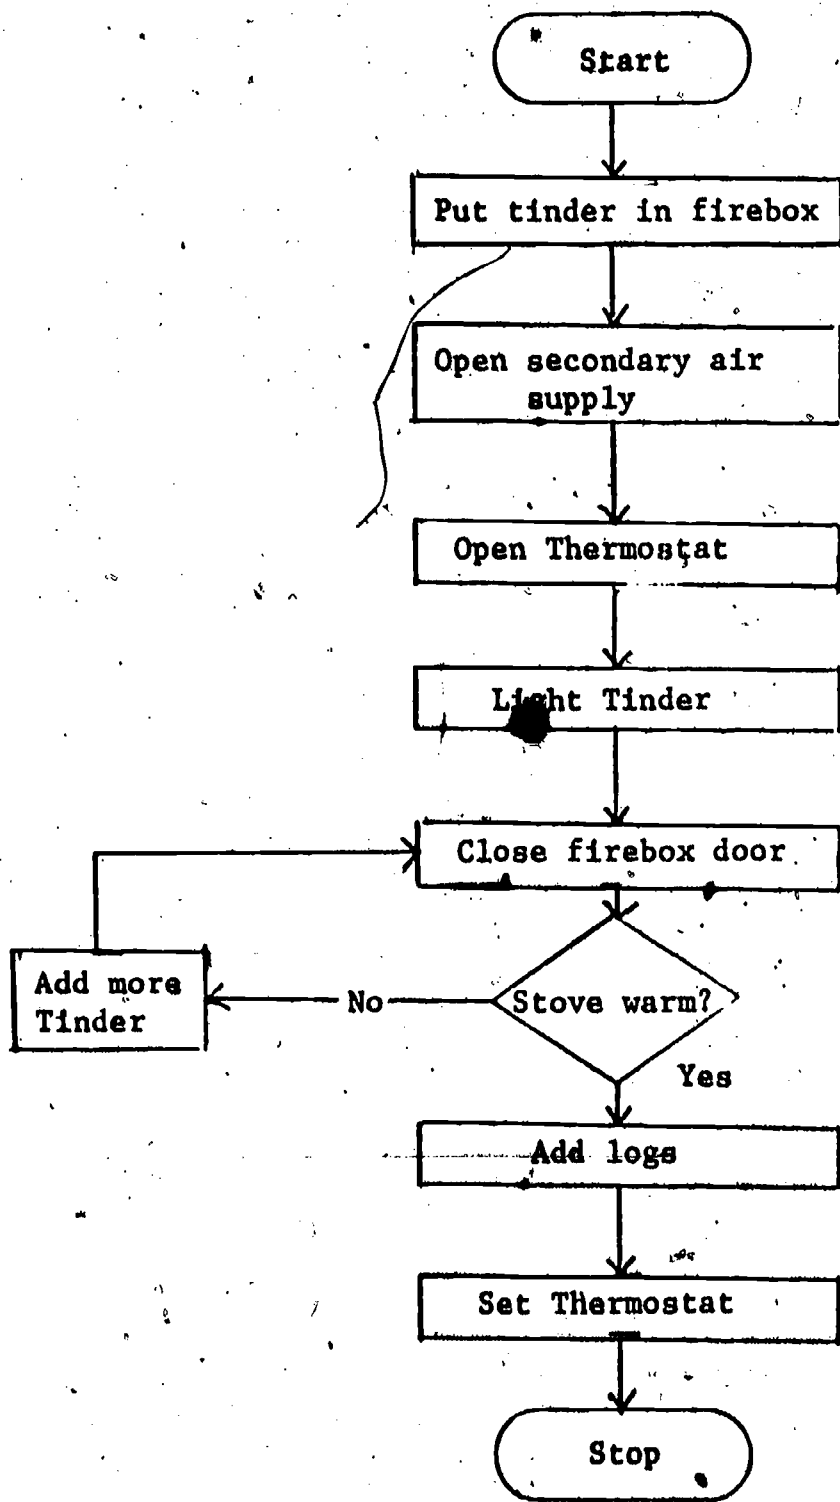 Start
Put tinder in firebox
Open secondary air
supply
Open Thermostat
Light Tinder
Close firebox door
Add more
Tinder
No
Stove warm?
Yes
Add logs
Set Thermostat
Stop